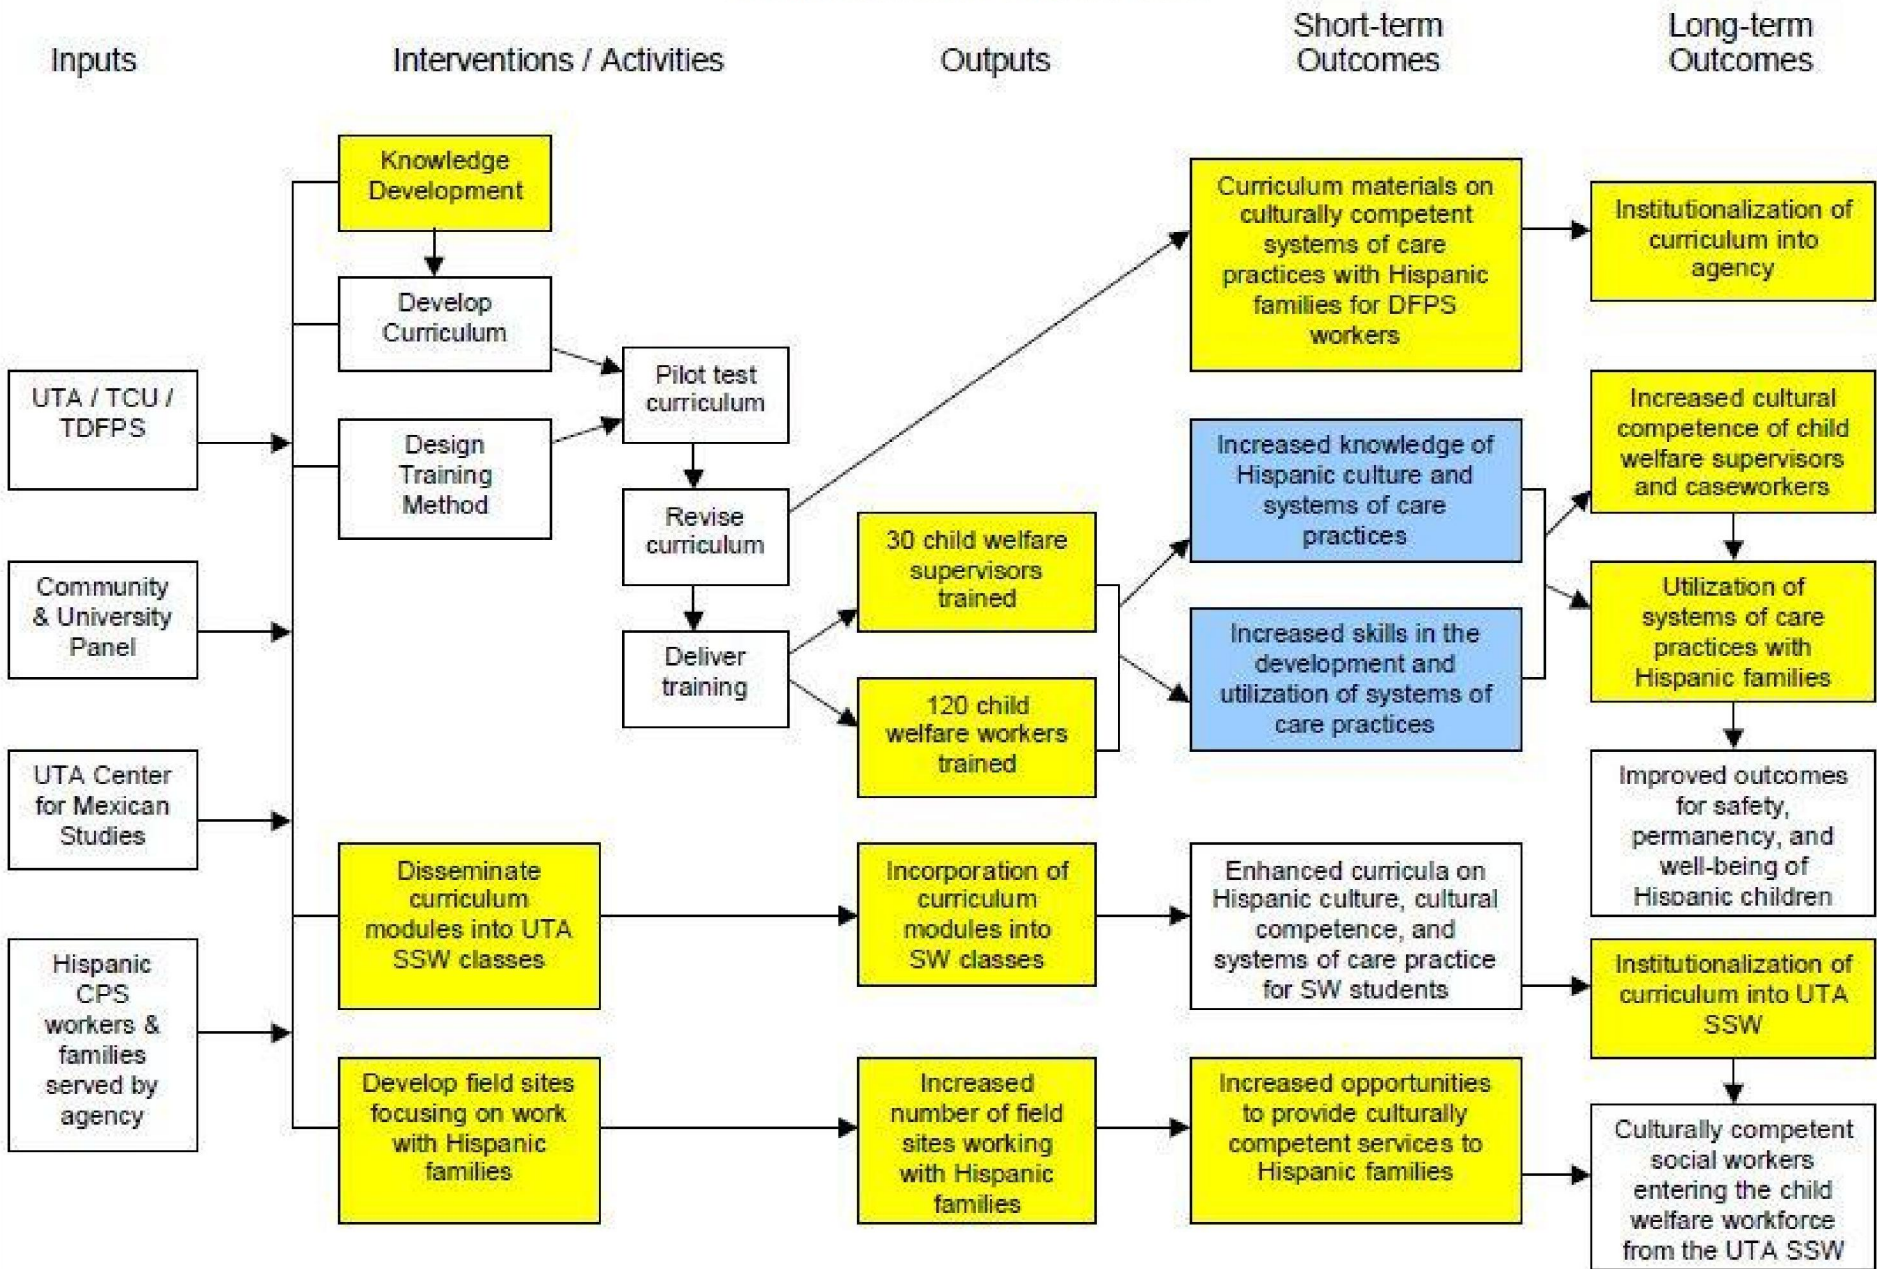 Inputs
Interventions / Activities
Outputs
Short-term
Outcomes
Long-term
Outcomes
UTA / TCU /
TDFPS
Community
& University
Panel
UTA Center
for Mexican
Studies
Hispanic
CPS
workers &
families
served by
agency
Knowledge
Development
Develop
Curriculum
Design
Training
Method
Pilot test
curriculum
Revise
curriculum
Deliver
training
Disseminate
curriculum
modules into UTA
SSW classes
Develop field sites
focusing on work
with Hispanic
families
30 child welfare
supervisors
trained
120 child
welfare workers
trained
Incorporation of
curriculum
modules into
SW classes
Increased
number of field
sites working
with Hispanic
families
Curriculum materials on
culturally competent
systems of care
practices with Hispanic
families for DFPS
workers
Increased knowledge of
Hispanic culture and
systems of care
practices
Increased skills in the
development and
utilization of systems of
care practices
Enhanced curricula on
Hispanic culture, cultural
competence, and
systems of care practice
for SW students
Increased opportunities
to provide culturally
competent services to
Hispanic families
Institutionalization of
curriculum into
agency
Increased cultural
competence of child
welfare supervisors
and caseworkers
Utilization of
systems of care
practices with
Hispanic families
Improved outcomes
for safety,
permanency, and
well-being of
Hispanic children
Institutionalization of
curriculum into UTA
SSW
Culturally competent
social workers
entering the child
welfare workforce
from the UTA SSW